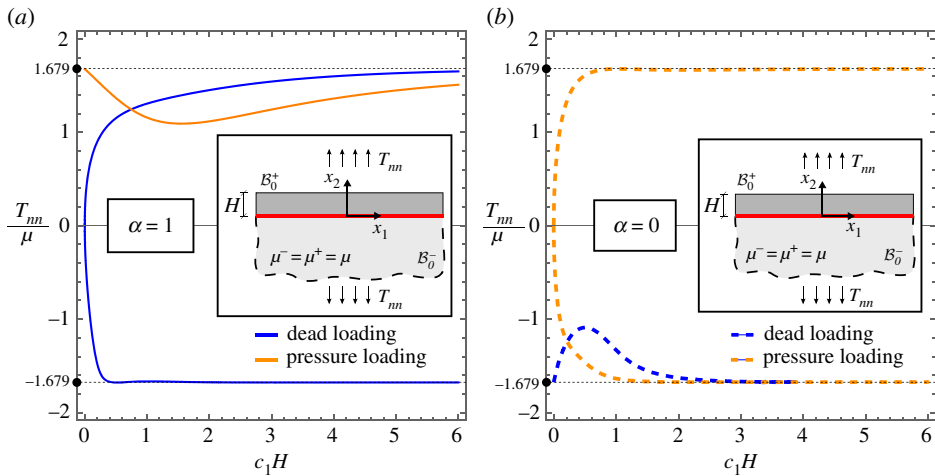 (a)
(b)
2
1.679
1
0
−1
−1.679
−2
T_nn
μ
α = 1
H
B_0^+
x_2
T_nn
x_1
μ^− = μ^+ = μ
B_0^−
T_nn
dead loading
pressure loading
0 1 2 3 4 5 6
c_1H
2
1.679
1
0
−1
−1.679
−2
T_nn
μ
α = 0
H
B_0^+
x_2
T_nn
x_1
μ^− = μ^+ = μ
B_0^−
T_nn
dead loading
pressure loading
0 1 2 3 4 5 6
c_1H